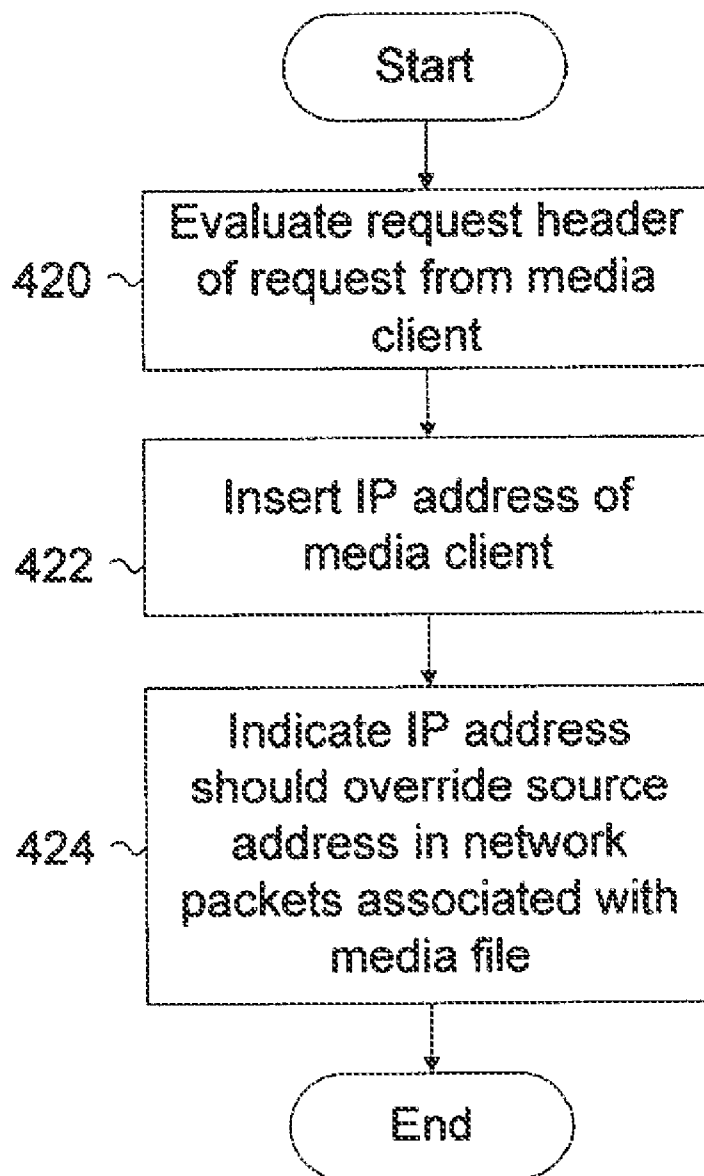 Start
Evaluate request header
420
of request from media
client
Insert IP address of
422
media client
Indicate IP address
should override source
424
address in network
packets associated with
media file
End